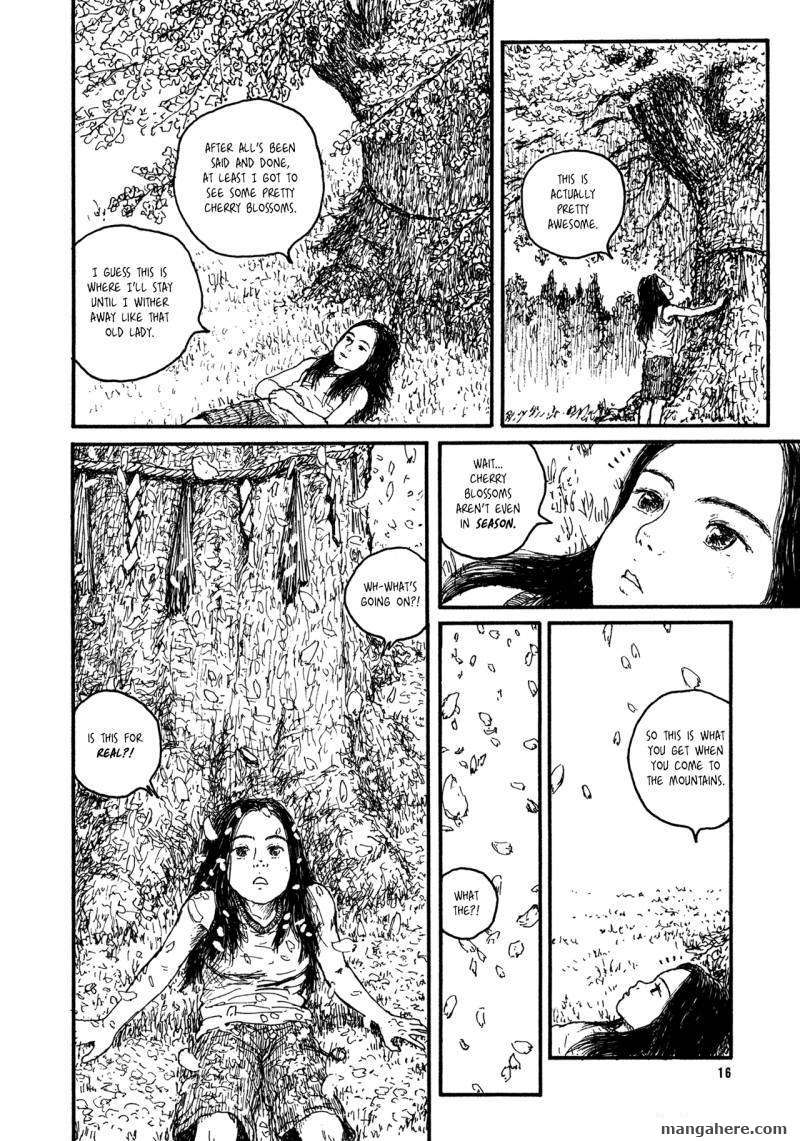 THIS IS
ACTUALLY
PRETTY
AWESOME.
AFTER ALL'S BEEN
SAID AND DONE,
AT LEAST I GOT TO
SEE SOME PRETTY
CHERRY BLOSSOMS.
I GUESS THIS IS
WHERE I'LL STAY
UNTIL I WITHER
AWAY LIKE THAT
OLD LADY.
WAIT...
CHERRY
BLOSSOMS
AREN'T EVEN
IN SEASON.
SO THIS IS WHAT
YOU GET WHEN
YOU COME TO
THE MOUNTAINS.
WHAT
THE?!
WH-WHAT'S
GOING ON?!
IS THIS FOR
REAL?!
16
mangahere.com